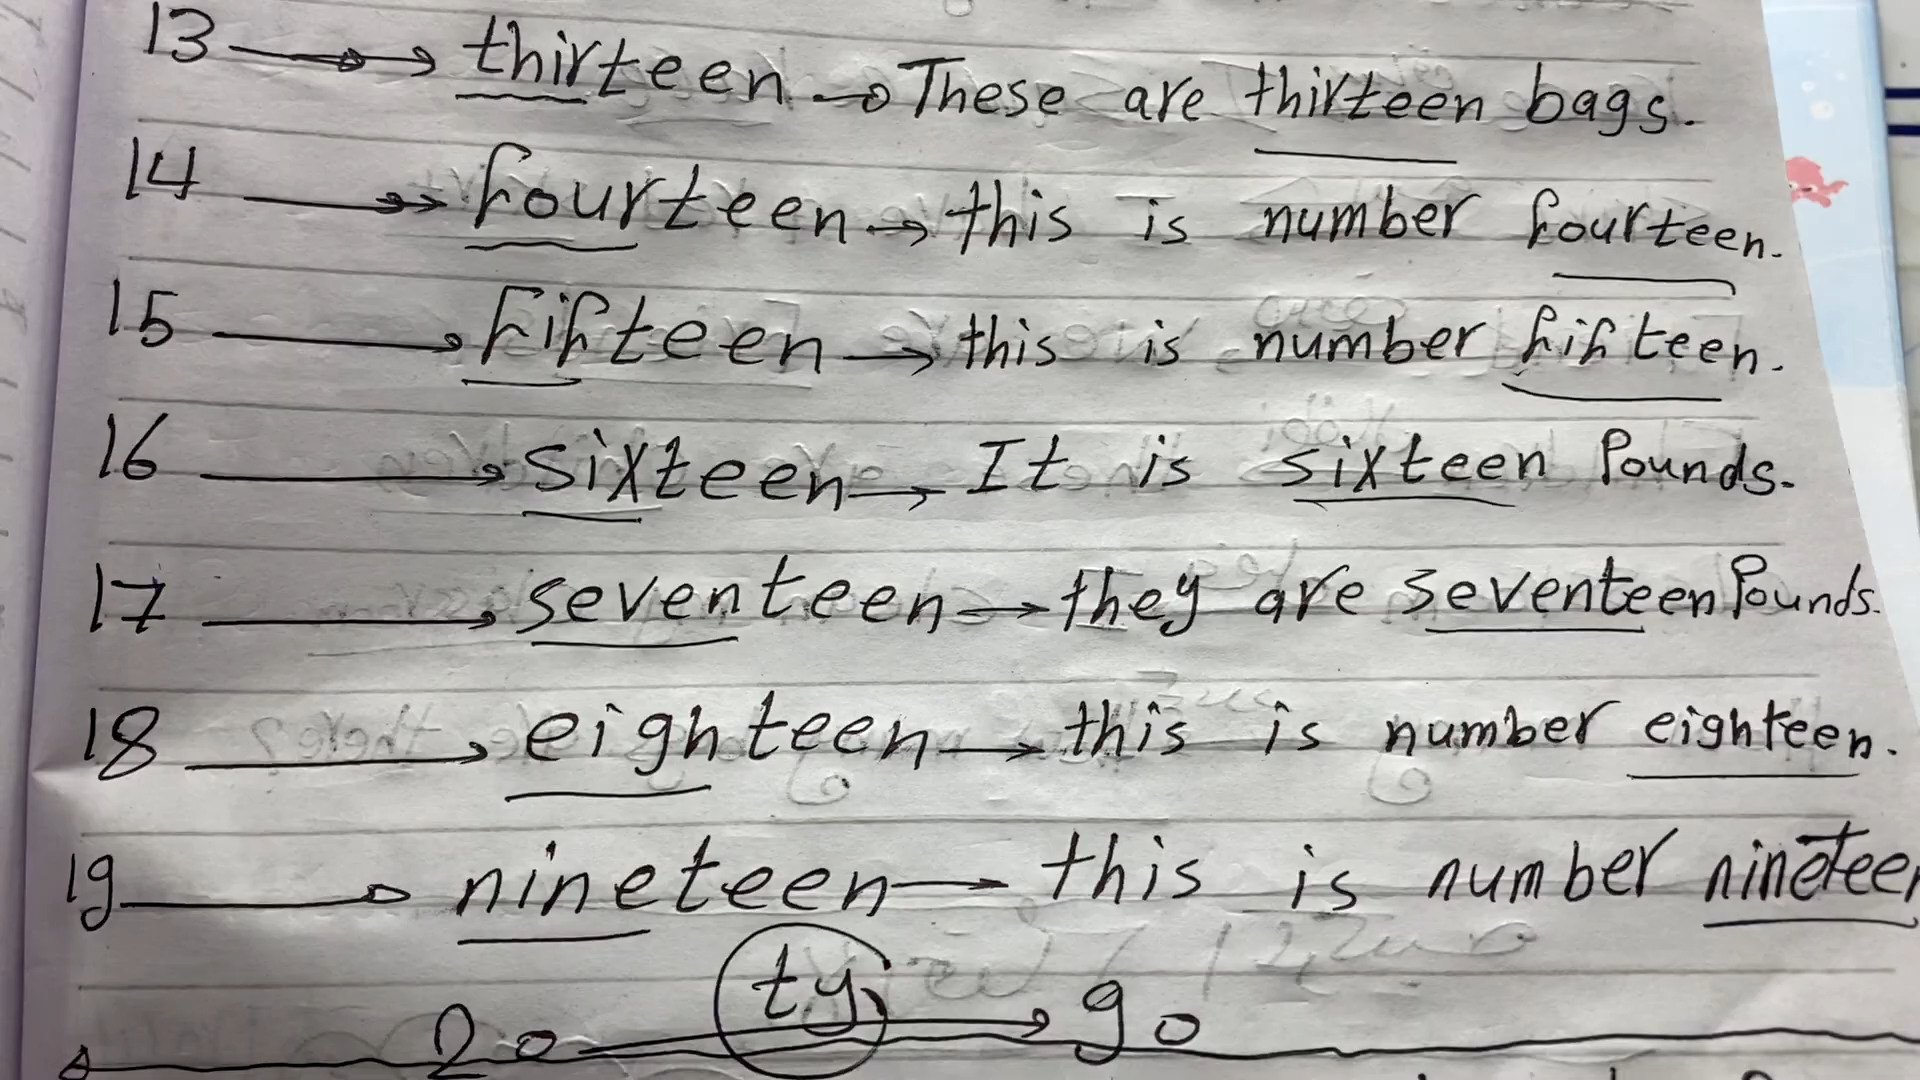 13 → thirteen → These are thirteen bags.
14 → fourteen → this is number fourteen.
15 → Fifteen → this is number fifteen.
16 → sixteen → It is sixteen Pounds.
17 → seventeen → they are seventeen Pounds.
18 → eighteen → this is number eighteen.
19 → nineteen → this is number nineteen
20 → ty → 90